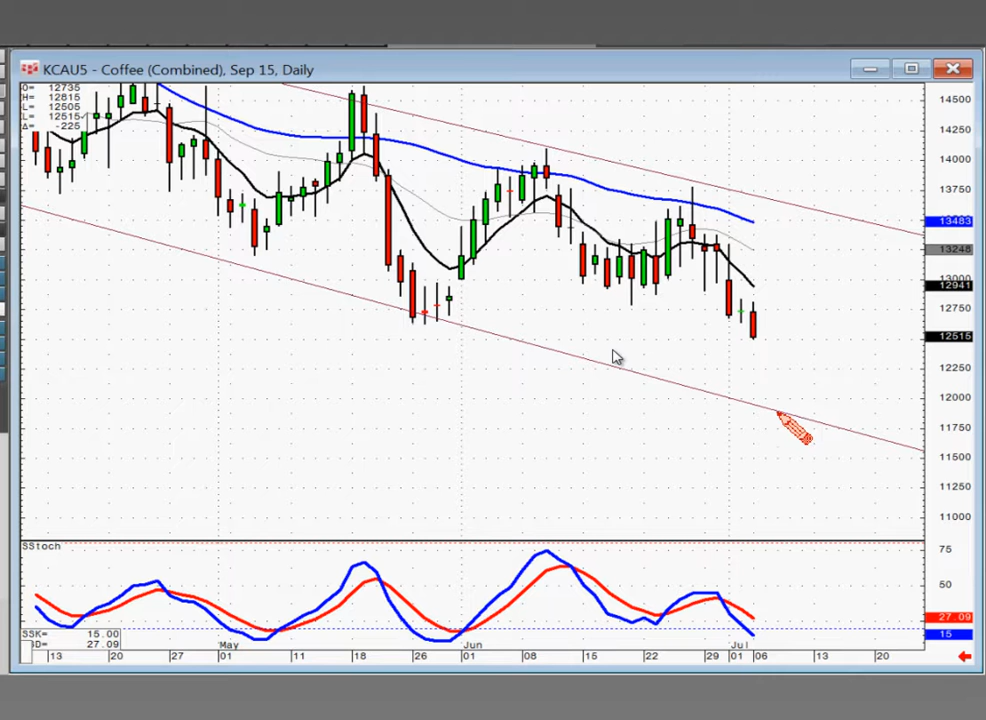 KCAU5 - Coffee (Combined), Sep 15, Daily
O= 12735
H= 12815
L= 12505
L= 12515
Δ= -225
14500
14250
14000
13750
13483
13248
13000
12941
12750
12515
12250
12000
11750
11500
11250
11000
SStoch
75
50
27.09
15
SSK= 15.00
SD= 27.09
May Jun Jul
13 20 27 01 11 18 26 01 08 15 22 29 01 06 13 20